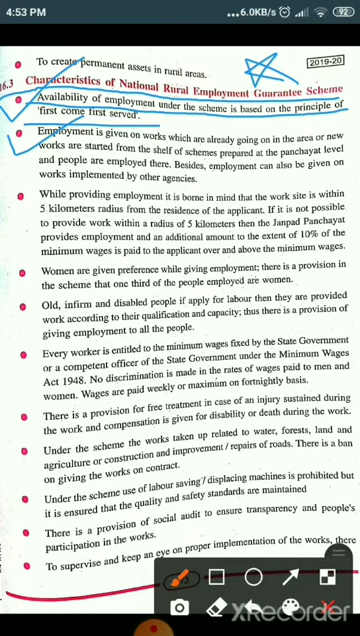 4:53 PM
6.0KB/s
92
To create permanent assets in rural areas.
2019-20
16.3 Characteristics of National Rural Employment Guarantee Scheme
Availability of employment under the scheme is based on the principle of
'first come first served'.
Employment is given on works which are already going on in the area or new
works are started from the shelf of schemes prepared at the panchayat level
and people are employed there. Besides, employment can also be given on
works implemented by other agencies.
While providing employment it is borne in mind that the work site is within
5 kilometers radius from the residence of the applicant. If it is not possible
to provide work within a radius of 5 kilometers then the Janpad Panchayat
provides employment and an additional amount to the extent of 10% of the
minimum wages is paid to the applicant over and above the minimum wages.
Women are given preference while giving employment; there is a provision in
the scheme that one third of the people employed are women.
Old, infirm and disabled people if apply for labour then they are provided
work according to their qualification and capacity; thus there is a provision of
giving employment to all the people.
Every worker is entitled to the minimum wages fixed by the State Government
or a competent officer of the State Government under the Minimum Wages
Act 1948. No discrimination is made in the rates of wages paid to men and
women. Wages are paid weekly or maximum on fortnightly basis.
There is a provision for free treatment in case of an injury sustained during
the work and compensation is given for disability or death during the work.
Under the scheme the works taken up related to water, forests, land and
agriculture or construction and improvement / repairs of roads. There is a ban
on giving the works on contract.
Under the scheme use of labour saving / displacing machines is prohibited but
it is ensured that the quality and safety standards are maintained
There is a provision of social audit to ensure transparency and people's
participation in the works.
To supervise and keep an eye on proper implementation of the works, there
XRECORDER